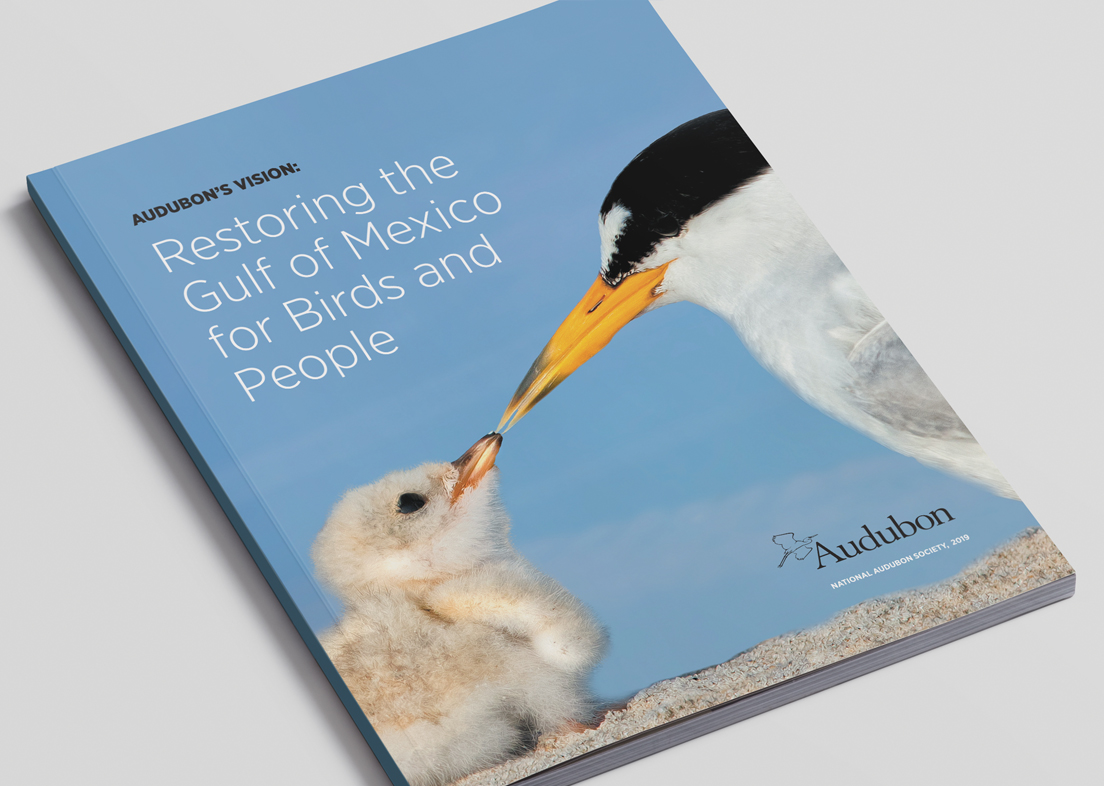 AUDUBON'S VISION:
Restoring the
Gulf of Mexico
for Birds and
People
Audubon
NATIONAL AUDUBON SOCIETY, 2019